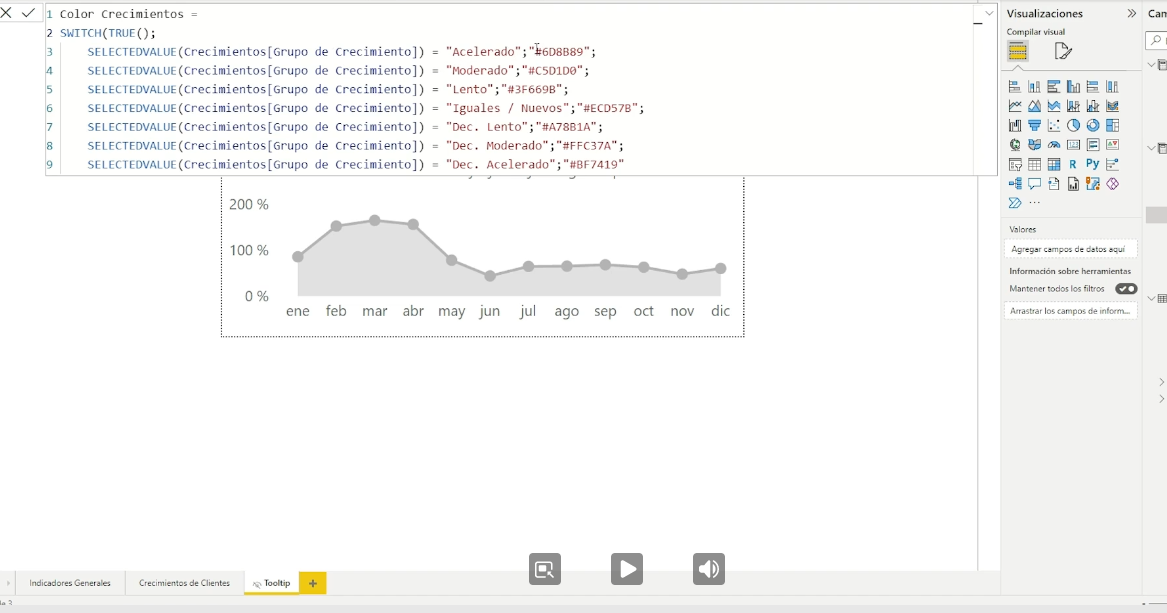 1 Color Crecimientos =
2 SWITCH(TRUE();
3 SELECTEDVALUE(Crecimientos[Grupo de Crecimiento]) = "Acelerado";"#6D8B89";
4 SELECTEDVALUE(Crecimientos[Grupo de Crecimiento]) = "Moderado";"#C5D1D0";
5 SELECTEDVALUE(Crecimientos[Grupo de Crecimiento]) = "Lento";"#3F669B";
6 SELECTEDVALUE(Crecimientos[Grupo de Crecimiento]) = "Iguales / Nuevos";"#ECD57B";
7 SELECTEDVALUE(Crecimientos[Grupo de Crecimiento]) = "Dec. Lento";"#A78B1A";
8 SELECTEDVALUE(Crecimientos[Grupo de Crecimiento]) = "Dec. Moderado";"#FFC37A";
9 SELECTEDVALUE(Crecimientos[Grupo de Crecimiento]) = "Dec. Acelerado";"#BF7419"
200 %
100 %
0 %
ene feb mar abr may jun jul ago sep oct nov dic
Visualizaciones
Compilar visual
123
R Py
Valores
Agregar campos de datos aquí
Información sobre herramientas
Mantener todos los filtros
Arrastrar los campos de inform...
Cam
Indicadores Generales
Crecimientos de Clientes
Tooltip
de 3